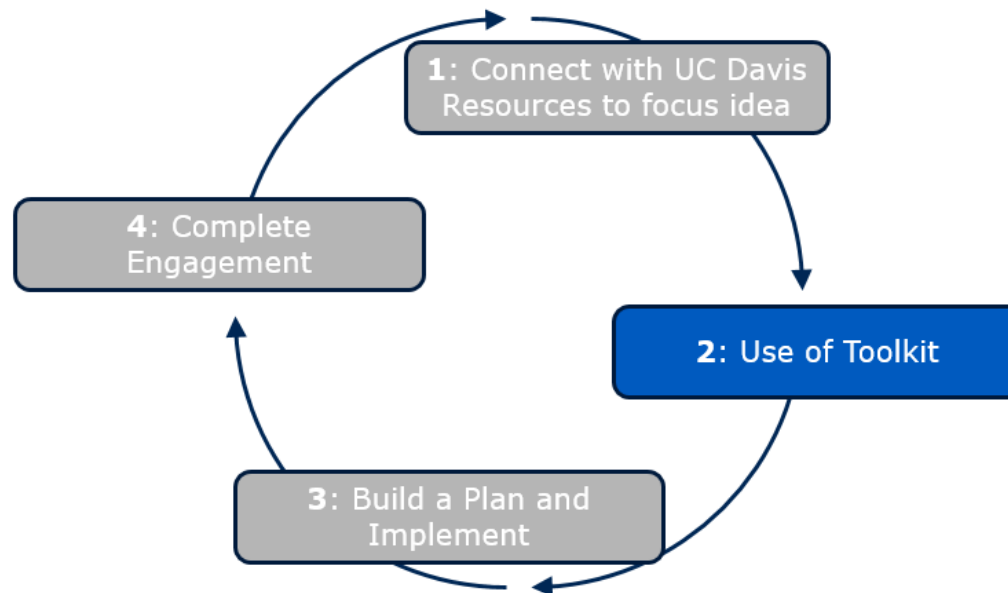 1: Connect with UC Davis
Resources to focus idea
2: Use of Toolkit
3: Build a Plan and
Implement
4: Complete
Engagement